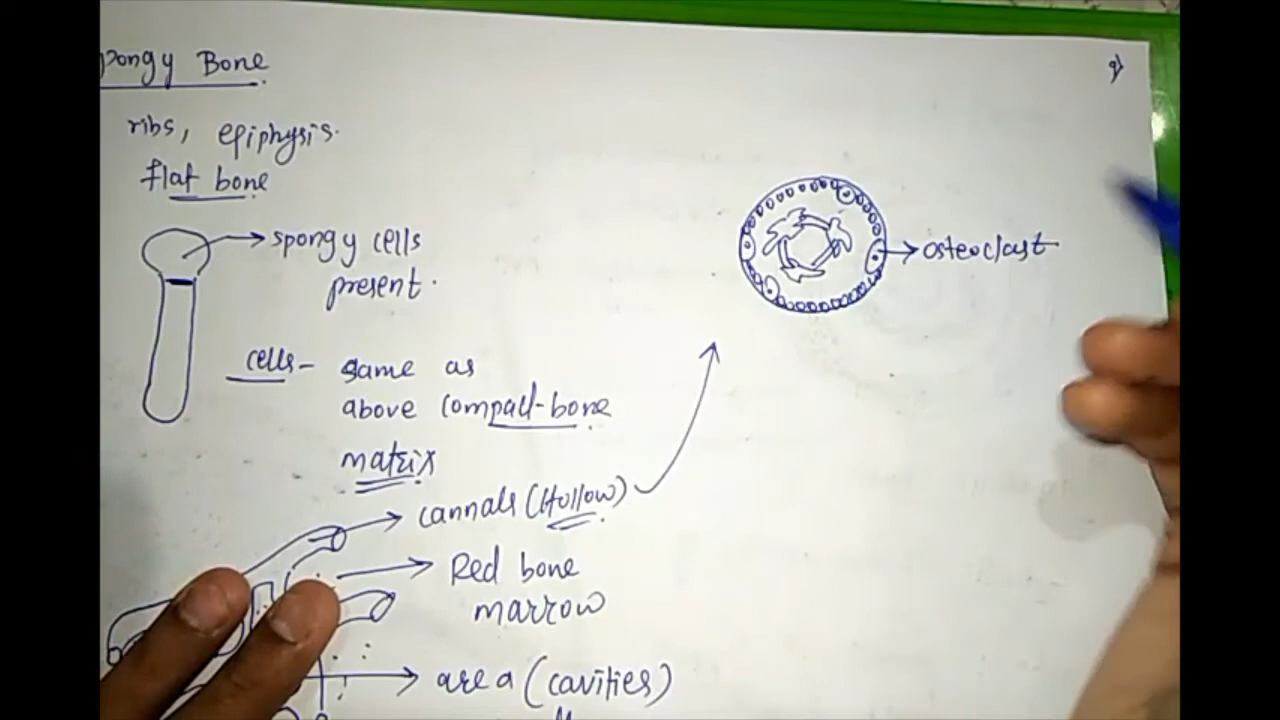 pongy Bone
ribs, epiphysis.
flat bone
spongy cells
present.
cells - same as
above compact-bone
matrix
cannals (Hollow)
Red bone
marrow
area (cavities)
osteoclast